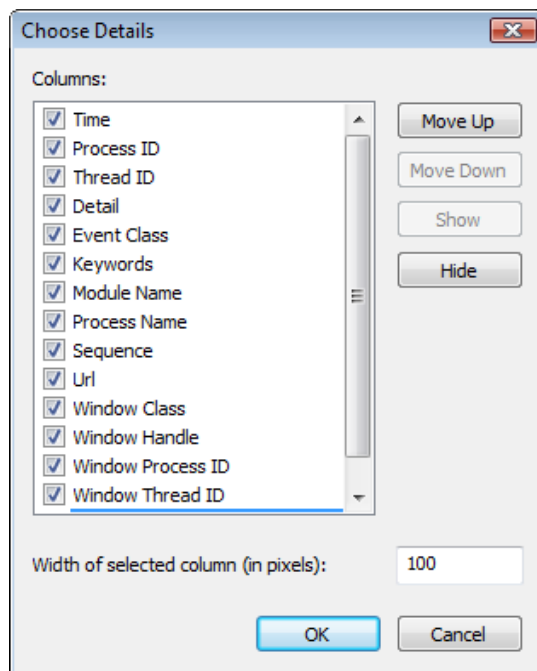 Choose Details
Columns:
Time
Process ID
Thread ID
Detail
Event Class
Keywords
Module Name
Process Name
Sequence
Url
Window Class
Window Handle
Window Process ID
Window Thread ID
Move Up
Move Down
Show
Hide
Width of selected column (in pixels):
100
OK
Cancel